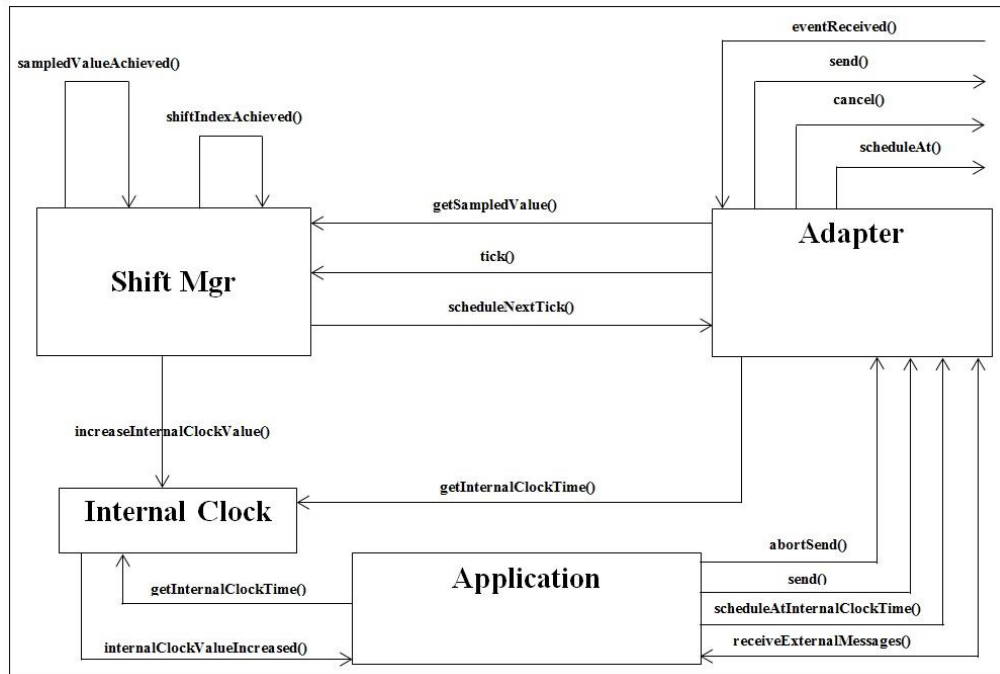 eventReceived()
sampledValueAchieved()
send()
cancel()
shiftIndexAchieved()
scheduleAt()
getSampledValue()
Adapter
tick()
Shift Mgr
scheduleNextTick()
increaseInternalClockValue()
getInternalClockTime()
Internal Clock
abortSend()
Application
send()
getInternalClockTime()
scheduleAtInternalClockTime()
receiveExternalMessages()
internalClockValueIncreased()